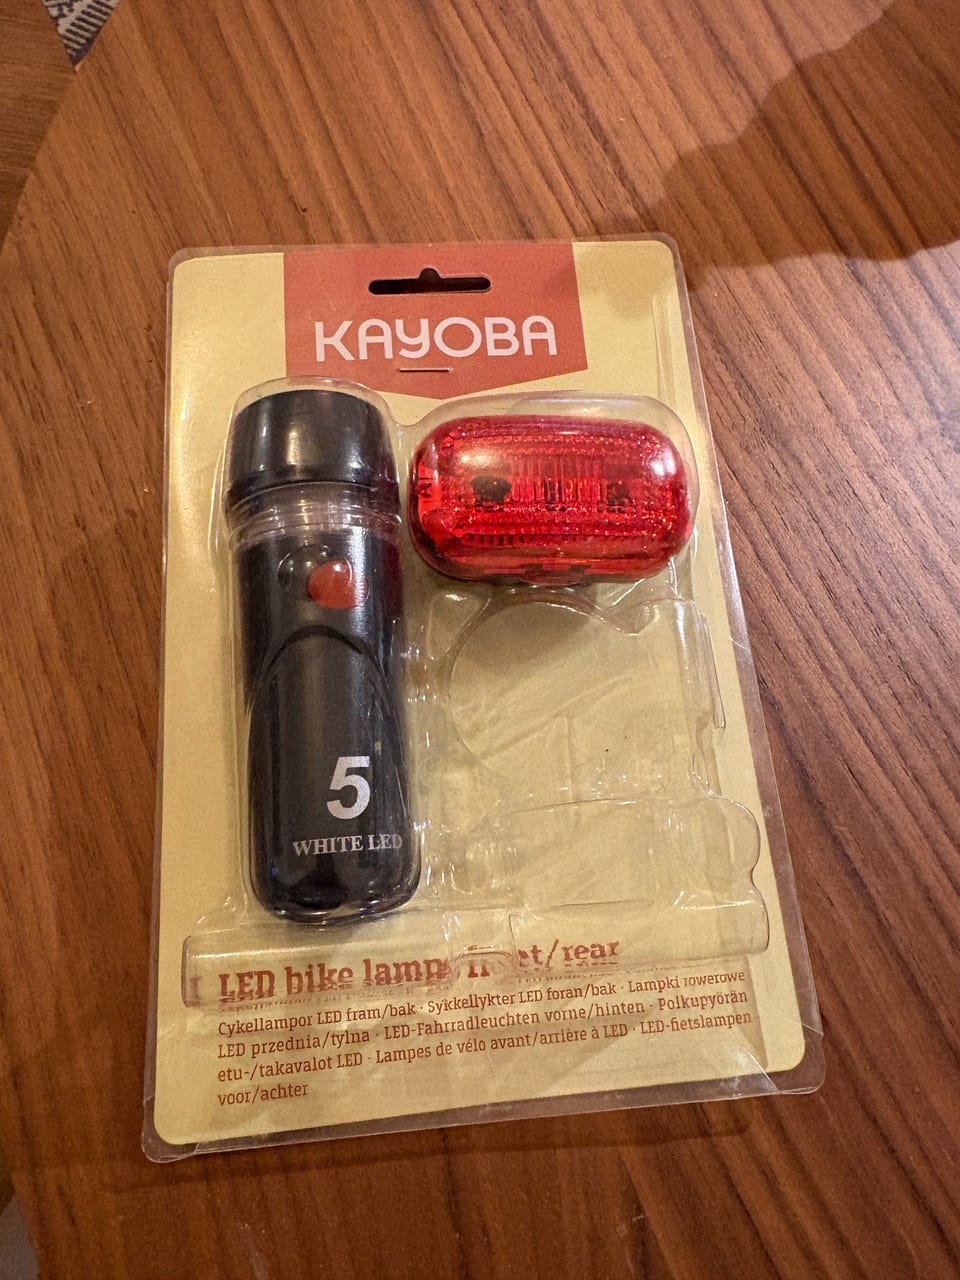 KAYOBA
5
WHITE LED
LED bike lamp front/rear
Cykellampor LED fram/bak · Sykkellykter LED foran/bak · Lampki rowerowe
LED przednia/tylna · LED-Fahrradleuchten vorne/hinten · Polkupyörän
etu-/takavalot LED · Lampes de vélo avant/arrière à LED · LED-fietslampen
voor/achter